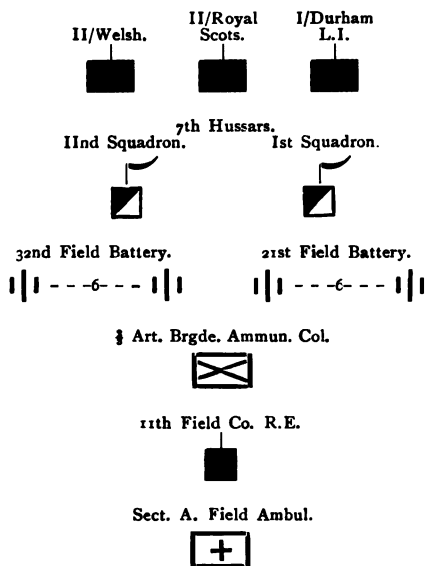 II/Welsh. II/Royal Scots. I/Durham L.I.
7th Hussars.
IInd Squadron. Ist Squadron.
32nd Field Battery. 21st Field Battery.
6 6
Art. Brgde. Ammun. Col.
11th Field Co. R.E.
Sect. A. Field Ambul.